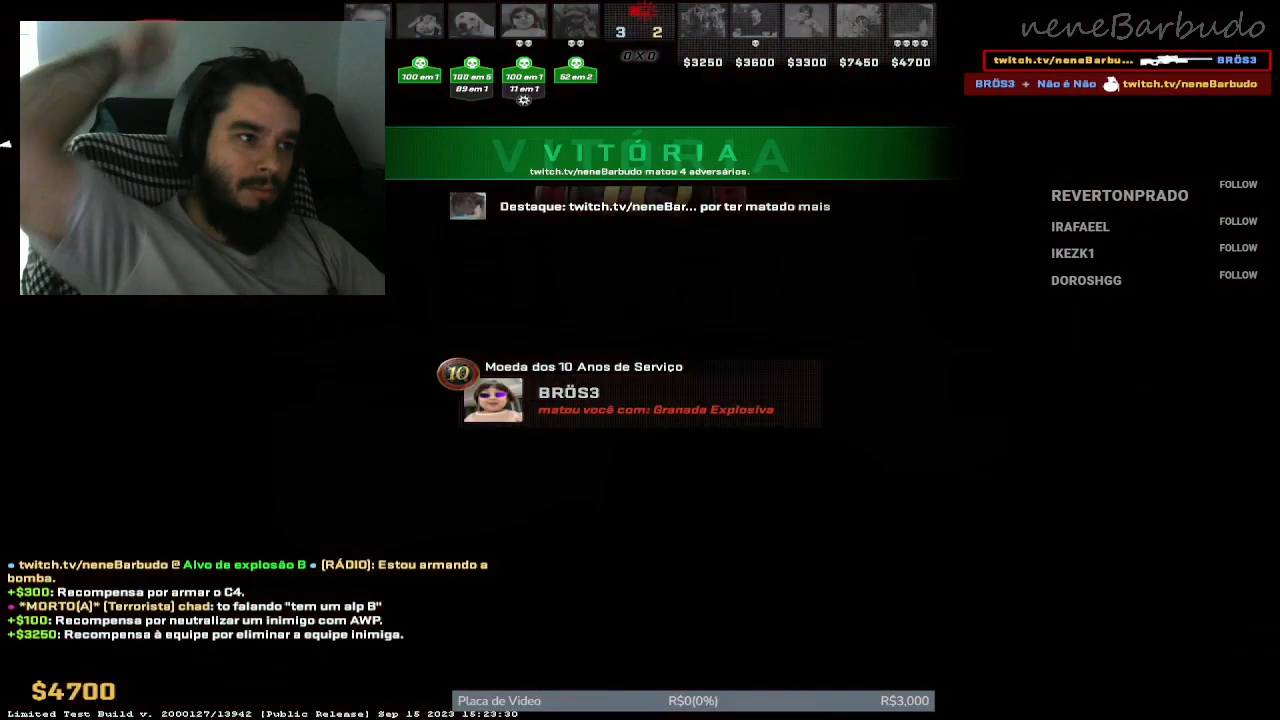 neneBarbudo
3 2
0X0
$3250 $3600 $3300 $7450 $4700
twitch.tv/neneBarbu... BRÖS3
BRÖS3 + Não é Não twitch.tv/neneBarbudo
100 em 1 100 em 5 100 em 1 52 em 2
89 em 1 71 em 1
VITÓRIA
twitch.tv/neneBarbudo matou 4 adversários.
Destaque: twitch.tv/neneBar... por ter matado mais
REVERTONPRADO FOLLOW
IRAFAEEL FOLLOW
IKEZK1 FOLLOW
DOROSHGG FOLLOW
10 Moeda dos 10 Anos de Serviço
BRÖS3
matou você com: Granada Explosiva
• twitch.tv/neneBarbudo @ Alvo de explosão B • (RÁDIO): Estou armando a
bomba.
+$300: Recompensa por armar o C4.
• *MORTO(A)* [Terrorista] chad: to falando "tem um alp B"
+$100: Recompensa por neutralizar um inimigo com AWP.
+$3250: Recompensa à equipe por eliminar a equipe inimiga.
$4700
Placa de Video R$0(0%) R$3,000
Limited Test Build v. 2000127/13942 [Public Release] Sep 15 2023 15:23:30